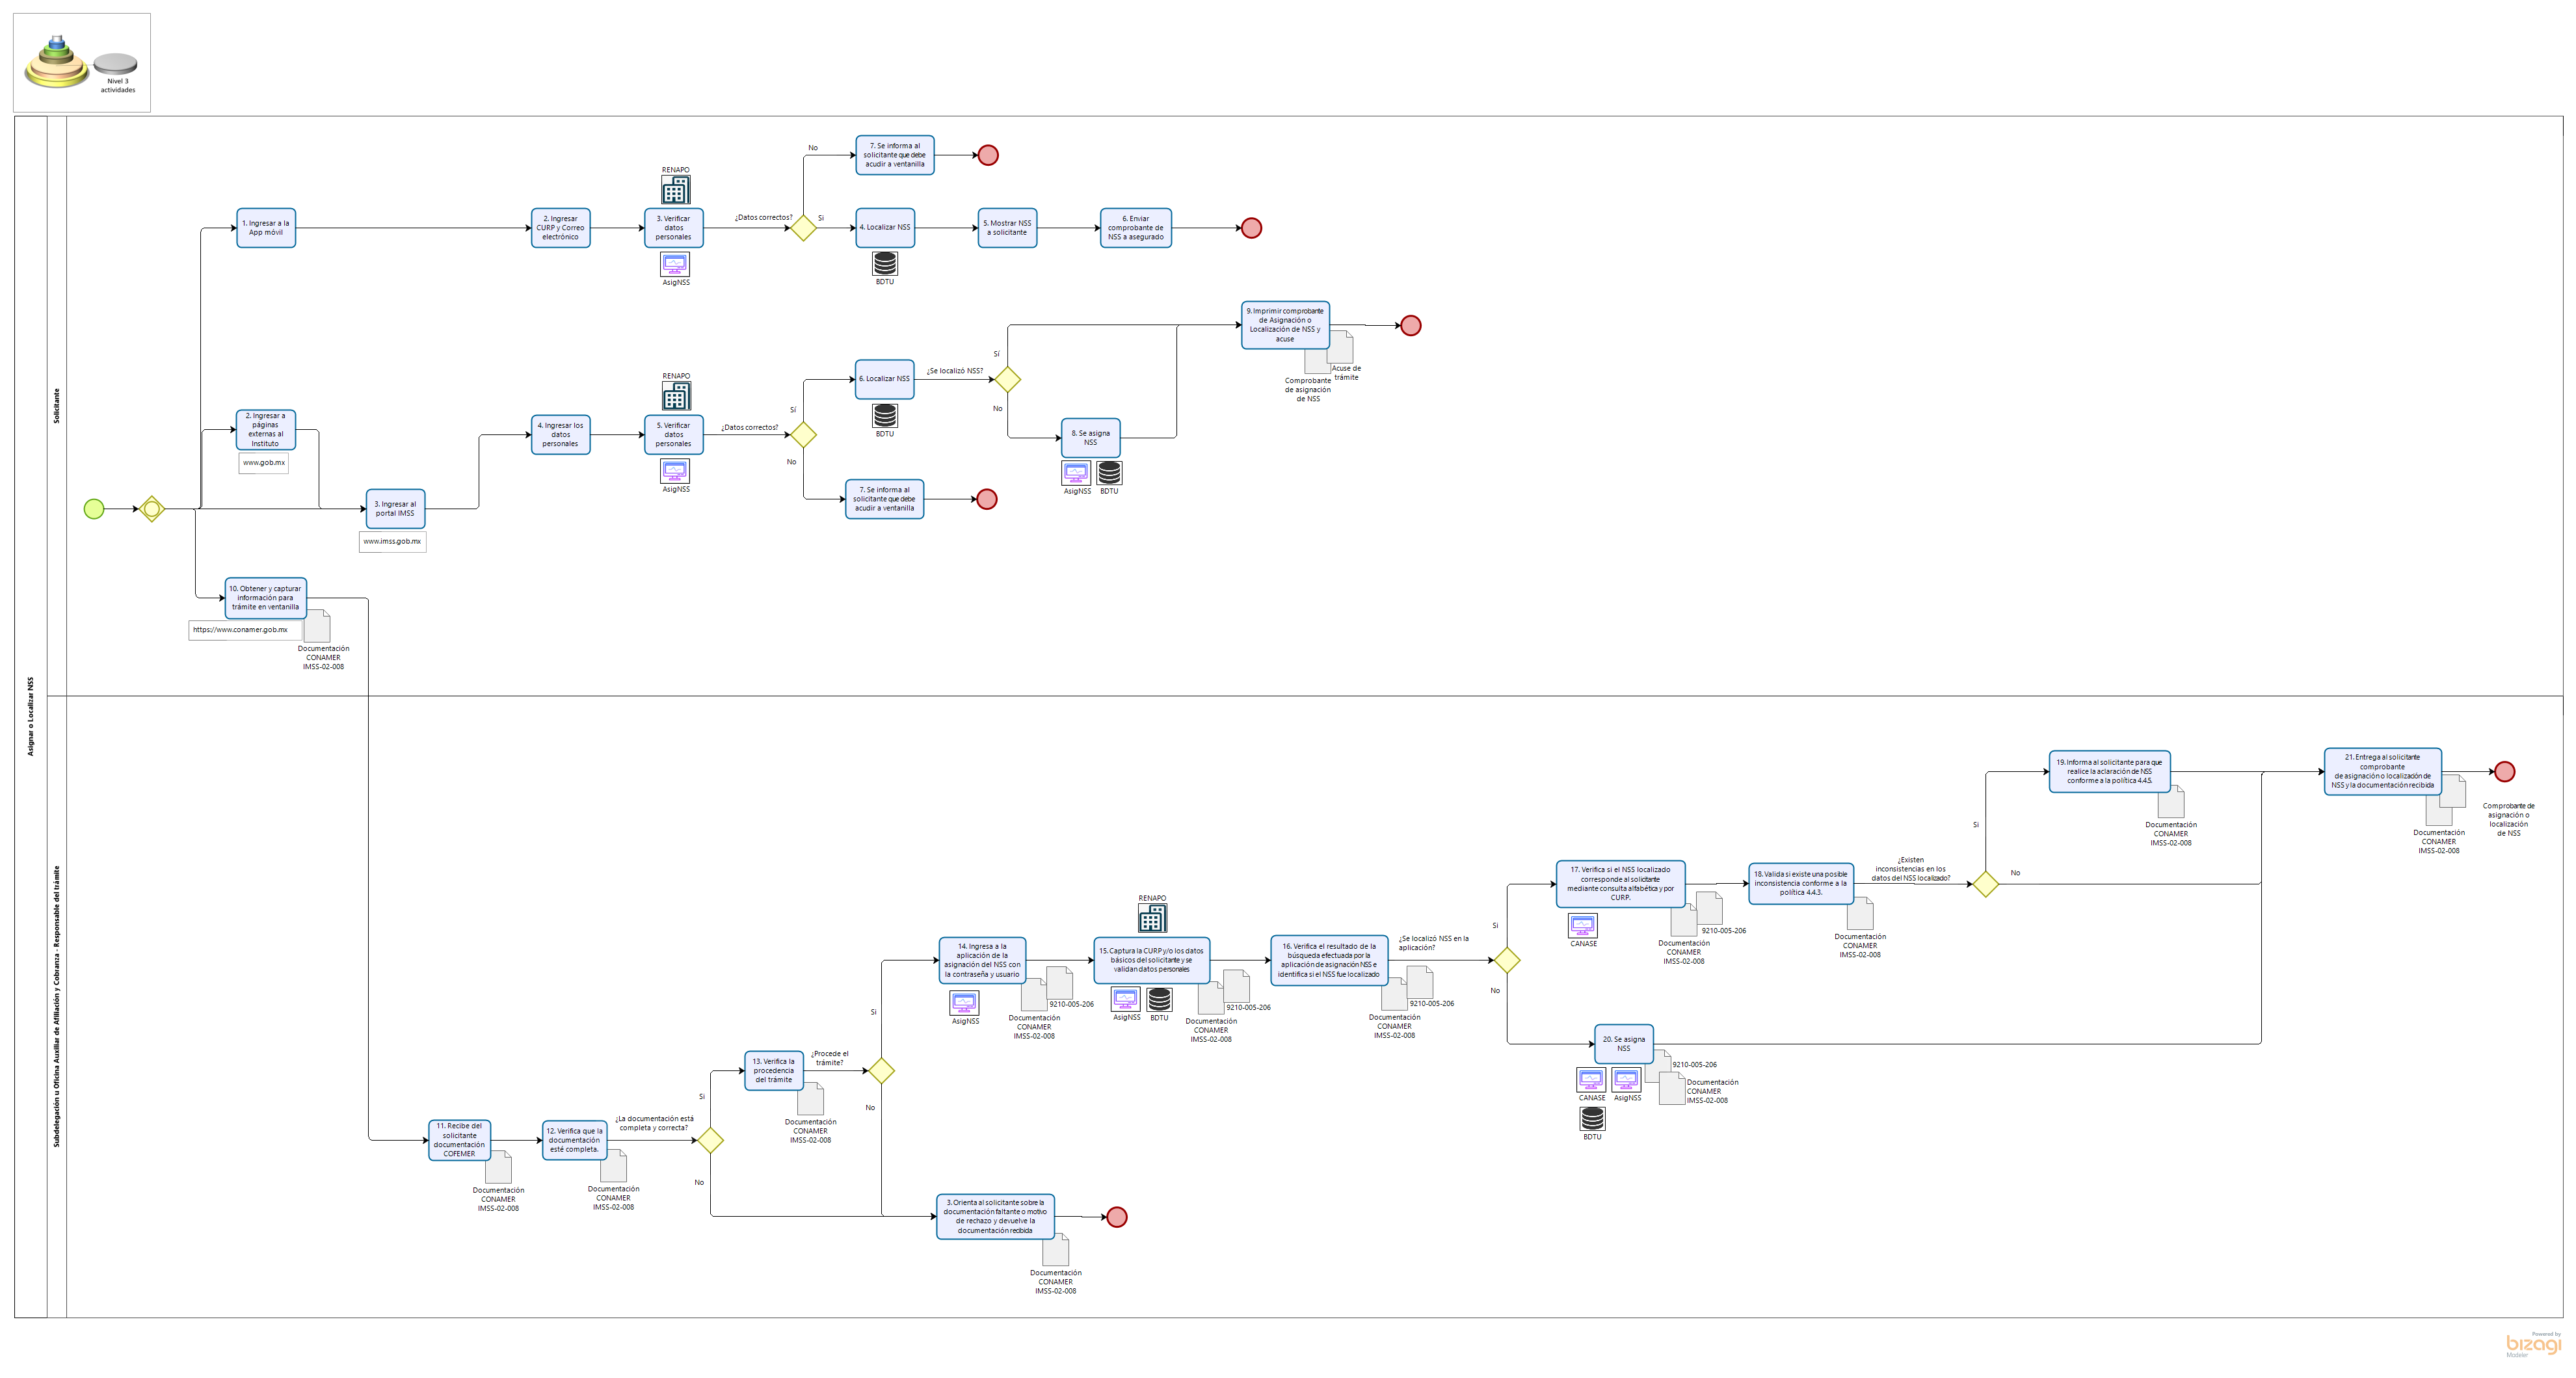 Nivel 3
actividades
Asignar o Localizar NSS
Solicitante
No
7. Se informa al
solicitante que debe
acudir a ventanilla
RENAPO
1. Ingresar a la
App móvil
2. Ingresar
CURP y Correo
electrónico
3. Verificar
datos
personales
¿Datos correctos?
Si
4. Localizar NSS
5. Mostrar NSS
a solicitante
6. Enviar
comprobante de
NSS a asegurado
AsigNSS
BDTU
9. Imprimir comprobante
de Asignación o
Localización de NSS y
acuse
Acuse de
trámite
Comprobante
de asignación
de NSS
RENAPO
6. Localizar NSS
¿Se localizó NSS?
Sí
No
BDTU
2. Ingresar a
páginas
externas al
Instituto
www.gob.mx
4. Ingresar los
datos
personales
5. Verificar
datos
personales
¿Datos correctos?
Sí
No
AsigNSS
8. Se asigna
NSS
AsigNSS
BDTU
7. Se informa al
solicitante que debe
acudir a ventanilla
3. Ingresar al
portal IMSS
www.imss.gob.mx
10. Obtener y capturar
información para
trámite en ventanilla
https://www.conamer.gob.mx
Documentación
CONAMER
IMSS-02-008
Subdelegación u Oficina Auxiliar de Afiliación y Cobranza - Responsable del trámite
11. Recibe del
solicitante
documentación
COFEMER
Documentación
CONAMER
IMSS-02-008
12. Verifica que la
documentación
esté completa.
Documentación
CONAMER
IMSS-02-008
¿La documentación está
completa y correcta?
Si
No
13. Verifica la
procedencia
del trámite
Documentación
CONAMER
IMSS-02-008
¿Procede el
trámite?
Si
No
3. Orienta al solicitante sobre la
documentación faltante o motivo
de rechazo y devuelve la
documentación recibida
Documentación
CONAMER
IMSS-02-008
14. Ingresa a la
aplicación de la
asignación del NSS con
la contraseña y usuario
AsigNSS
9210-005-206
Documentación
CONAMER
IMSS-02-008
RENAPO
15. Captura la CURP y/o los datos
básicos del solicitante y se
validan datos personales
AsigNSS
BDTU
9210-005-206
Documentación
CONAMER
IMSS-02-008
16. Verifica el resultado de la
búsqueda efectuada por la
aplicación de asignación NSS e
identifica si el NSS fue localizado
9210-005-206
Documentación
CONAMER
IMSS-02-008
¿Se localizó NSS en la
aplicación?
Si
No
17. Verifica si el NSS localizado
corresponde al solicitante
mediante consulta alfabética y por
CURP.
CANASE
9210-005-206
Documentación
CONAMER
IMSS-02-008
18. Valida si existe una posible
inconsistencia conforme a la
política 4.4.3.
Documentación
CONAMER
IMSS-02-008
¿Existen
inconsistencias en los
datos del NSS localizado?
Si
No
19. Informa al solicitante para que
realice la aclaración de NSS
conforme a la política 4.4.5.
Documentación
CONAMER
IMSS-02-008
20. Se asigna
NSS
9210-005-206
Documentación
CONAMER
IMSS-02-008
CANASE
AsigNSS
BDTU
21. Entrega al solicitante
comprobante
de asignación o localización de
NSS y la documentación recibida
Documentación
CONAMER
IMSS-02-008
Comprobante de
asignación o
localización
de NSS
Powered by
bizagi
Modeler